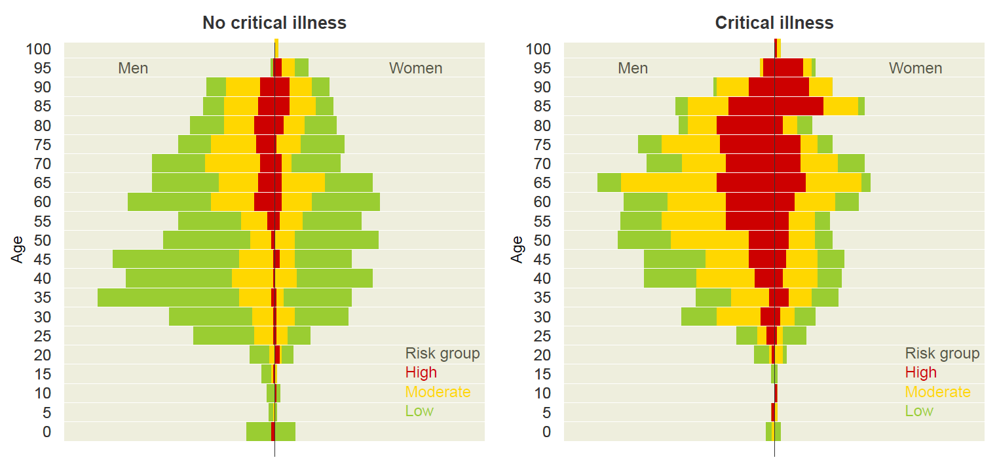 No critical illness
100
95
90
85
80
75
70
65
60
55
50
45
40
35
30
25
20
15
10
5
0
Age
Men
Women
Risk group
High
Moderate
Low
Critical illness
100
95
90
85
80
75
70
65
60
55
50
45
40
35
30
25
20
15
10
5
0
Age
Men
Women
Risk group
High
Moderate
Low